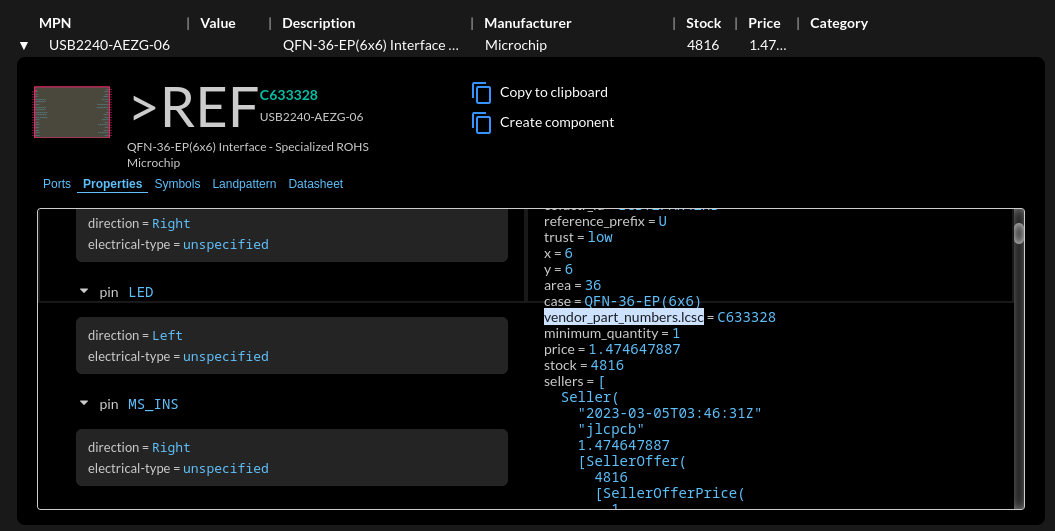 MPN | Value | Description | Manufacturer | Stock | Price | Category
▼ USB2240-AEZG-06 QFN-36-EP(6x6) Interface ... Microchip 4816 1.47...
>REF
C633328
USB2240-AEZG-06
QFN-36-EP(6x6) Interface - Specialized ROHS
Microchip
Copy to clipboard
Create component
Ports Properties Symbols Landpattern Datasheet
direction = Right
electrical-type = unspecified
pin LED
direction = Left
electrical-type = unspecified
pin MS_INS
direction = Right
electrical-type = unspecified
reference_prefix = U
trust = low
x = 6
y = 6
area = 36
case = QFN-36-EP(6x6)
vendor_part_numbers.lcsc = C633328
minimum_quantity = 1
price = 1.474647887
stock = 4816
sellers = [
Seller(
"2023-03-05T03:46:31Z"
"jlcpcb"
1.474647887
[SellerOffer(
4816
[SellerOfferPrice(
1